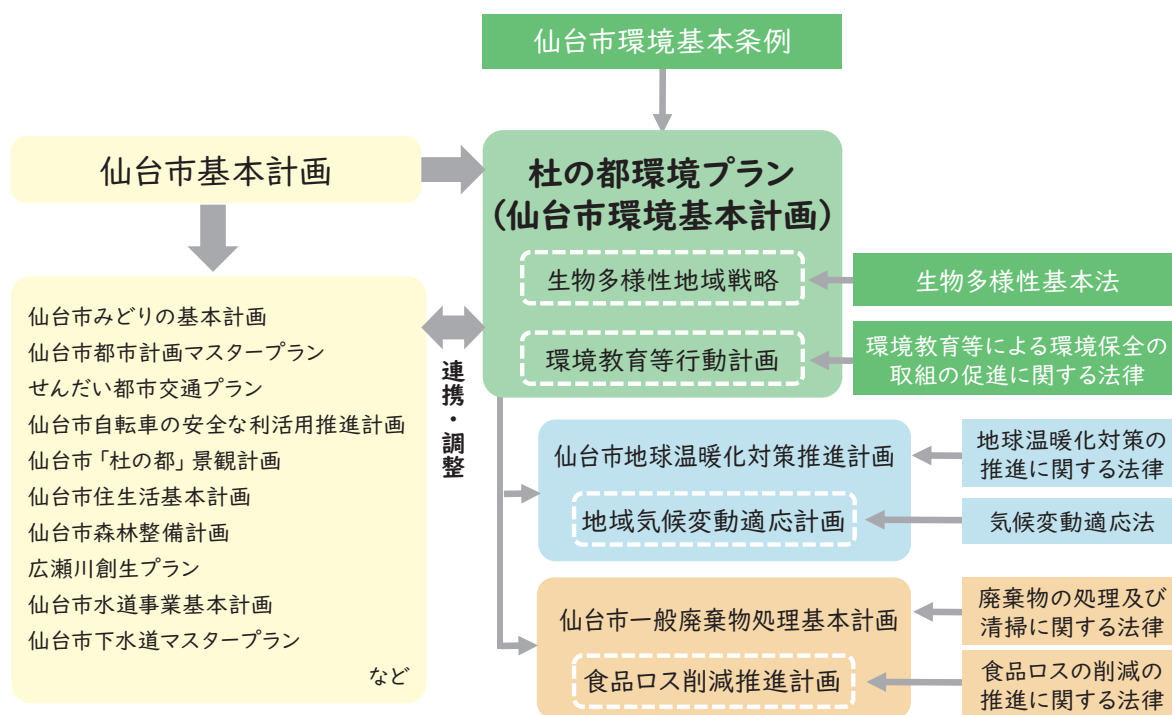 仙台市環境基本条例
仙台市基本計画
杜の都環境プラン
（仙台市環境基本計画）
生物多様性地域戦略
生物多様性基本法
環境教育等行動計画
環境教育等による環境保全の
取組の促進に関する法律
仙台市みどりの基本計画
仙台市都市計画マスタープラン
せんだい都市交通プラン
仙台市自転車の安全な利活用推進計画
仙台市「杜の都」景観計画
仙台市住生活基本計画
仙台市森林整備計画
広瀬川創生プラン
仙台市水道事業基本計画
仙台市下水道マスタープラン
など
連携・調整
仙台市地球温暖化対策推進計画
地球温暖化対策の
推進に関する法律
地域気候変動適応計画
気候変動適応法
仙台市一般廃棄物処理基本計画
廃棄物の処理及び
清掃に関する法律
食品ロス削減推進計画
食品ロスの削減の
推進に関する法律